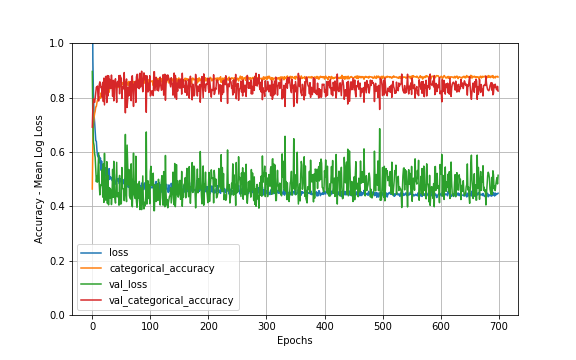 1.0
0.8
0.6
0.4
0.2
0.0
Accuracy - Mean Log Loss
loss
categorical_accuracy
val_loss
val_categorical_accuracy
0 100 200 300 400 500 600 700
Epochs